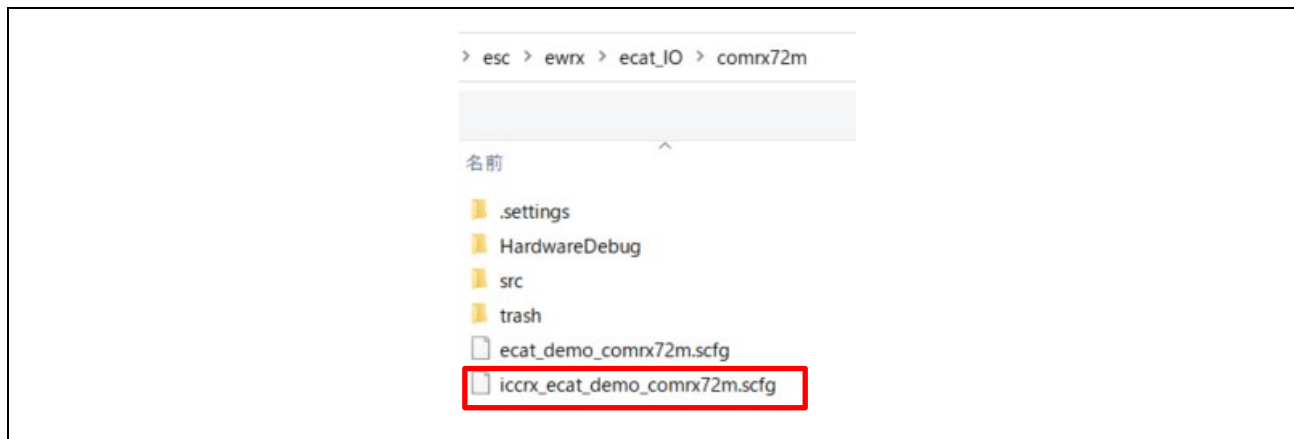 > esc > ewrx > ecat_IO > comrx72m
名前
.settings
HardwareDebug
src
trash
ecat_demo_comrx72m.scfg
iccrx_ecat_demo_comrx72m.scfg